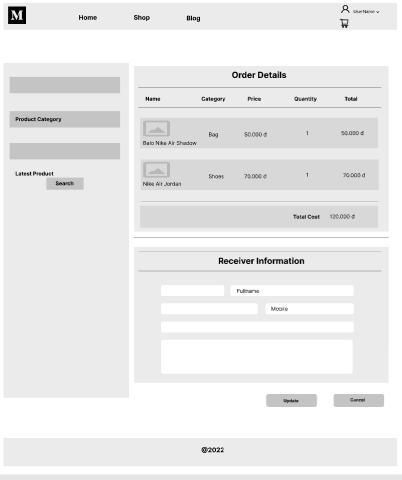 M Home Shop Blog UserName
Order Details
Name Category Price Quantity Total
Product Category
Balo Nike Air Shadow Bag 50.000 đ 1 50.000 đ
Latest Product
Search
Nike Air Jordan Shoes 70.000 đ 1 70.000 đ
Total Cost 120.000 đ
Receiver Information
Fullname
Mobile
Update Cancel
@2022